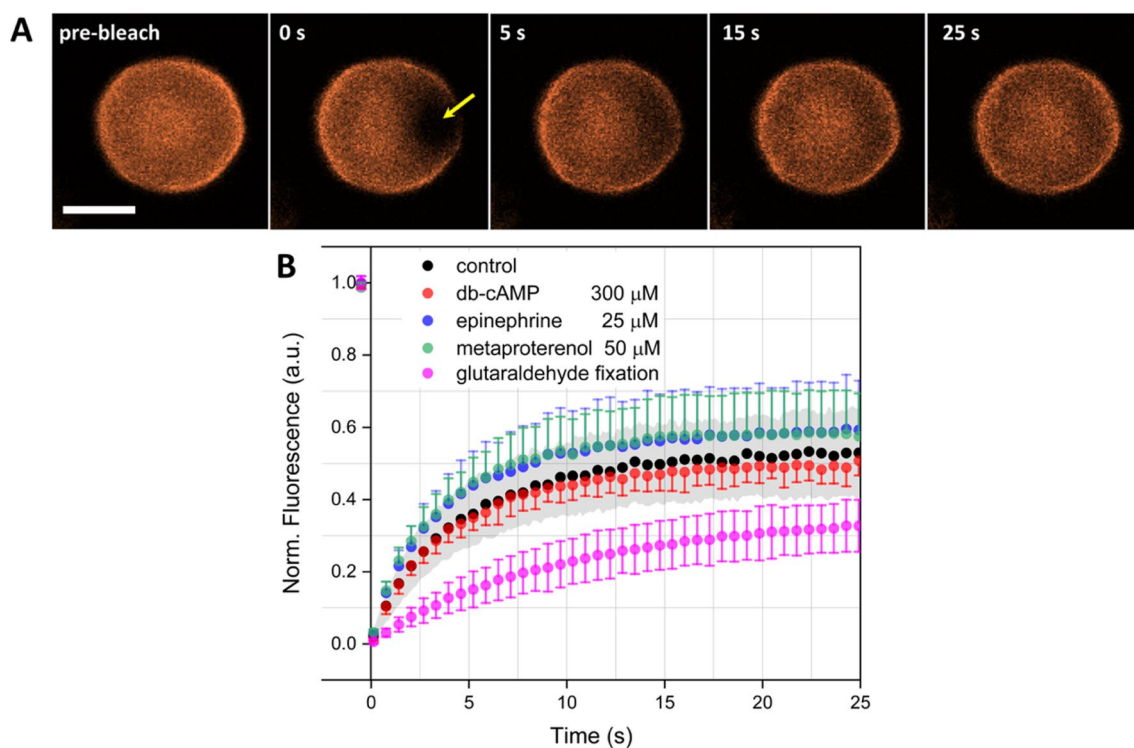 A
pre-bleach
0 s
5 s
15 s
25 s
B
control
db-cAMP 300 μM
epinephrine 25 μM
metaproterenol 50 μM
glutaraldehyde fixation
Norm. Fluorescence (a.u.)
1.0
0.8
0.6
0.4
0.2
0.0
0 5 10 15 20 25
Time (s)